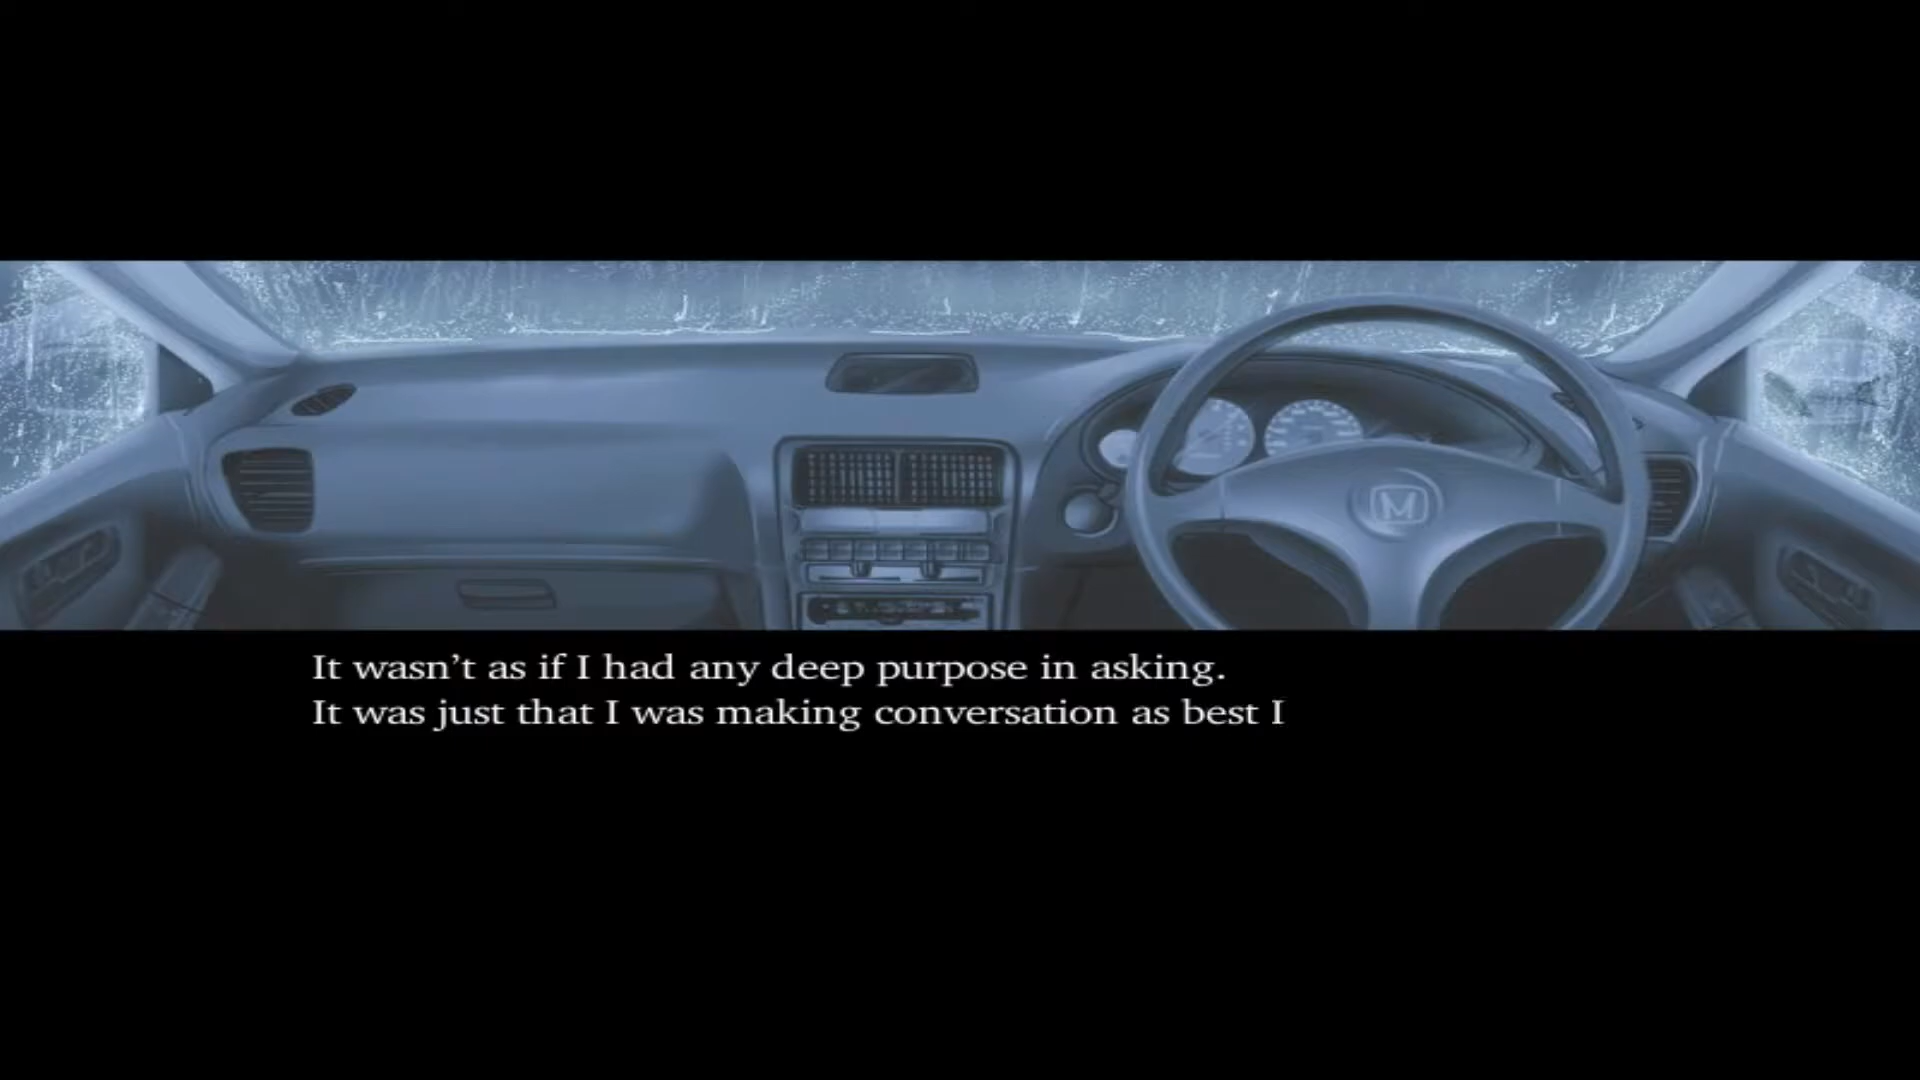 It wasn’t as if I had any deep purpose in asking.
It was just that I was making conversation as best I